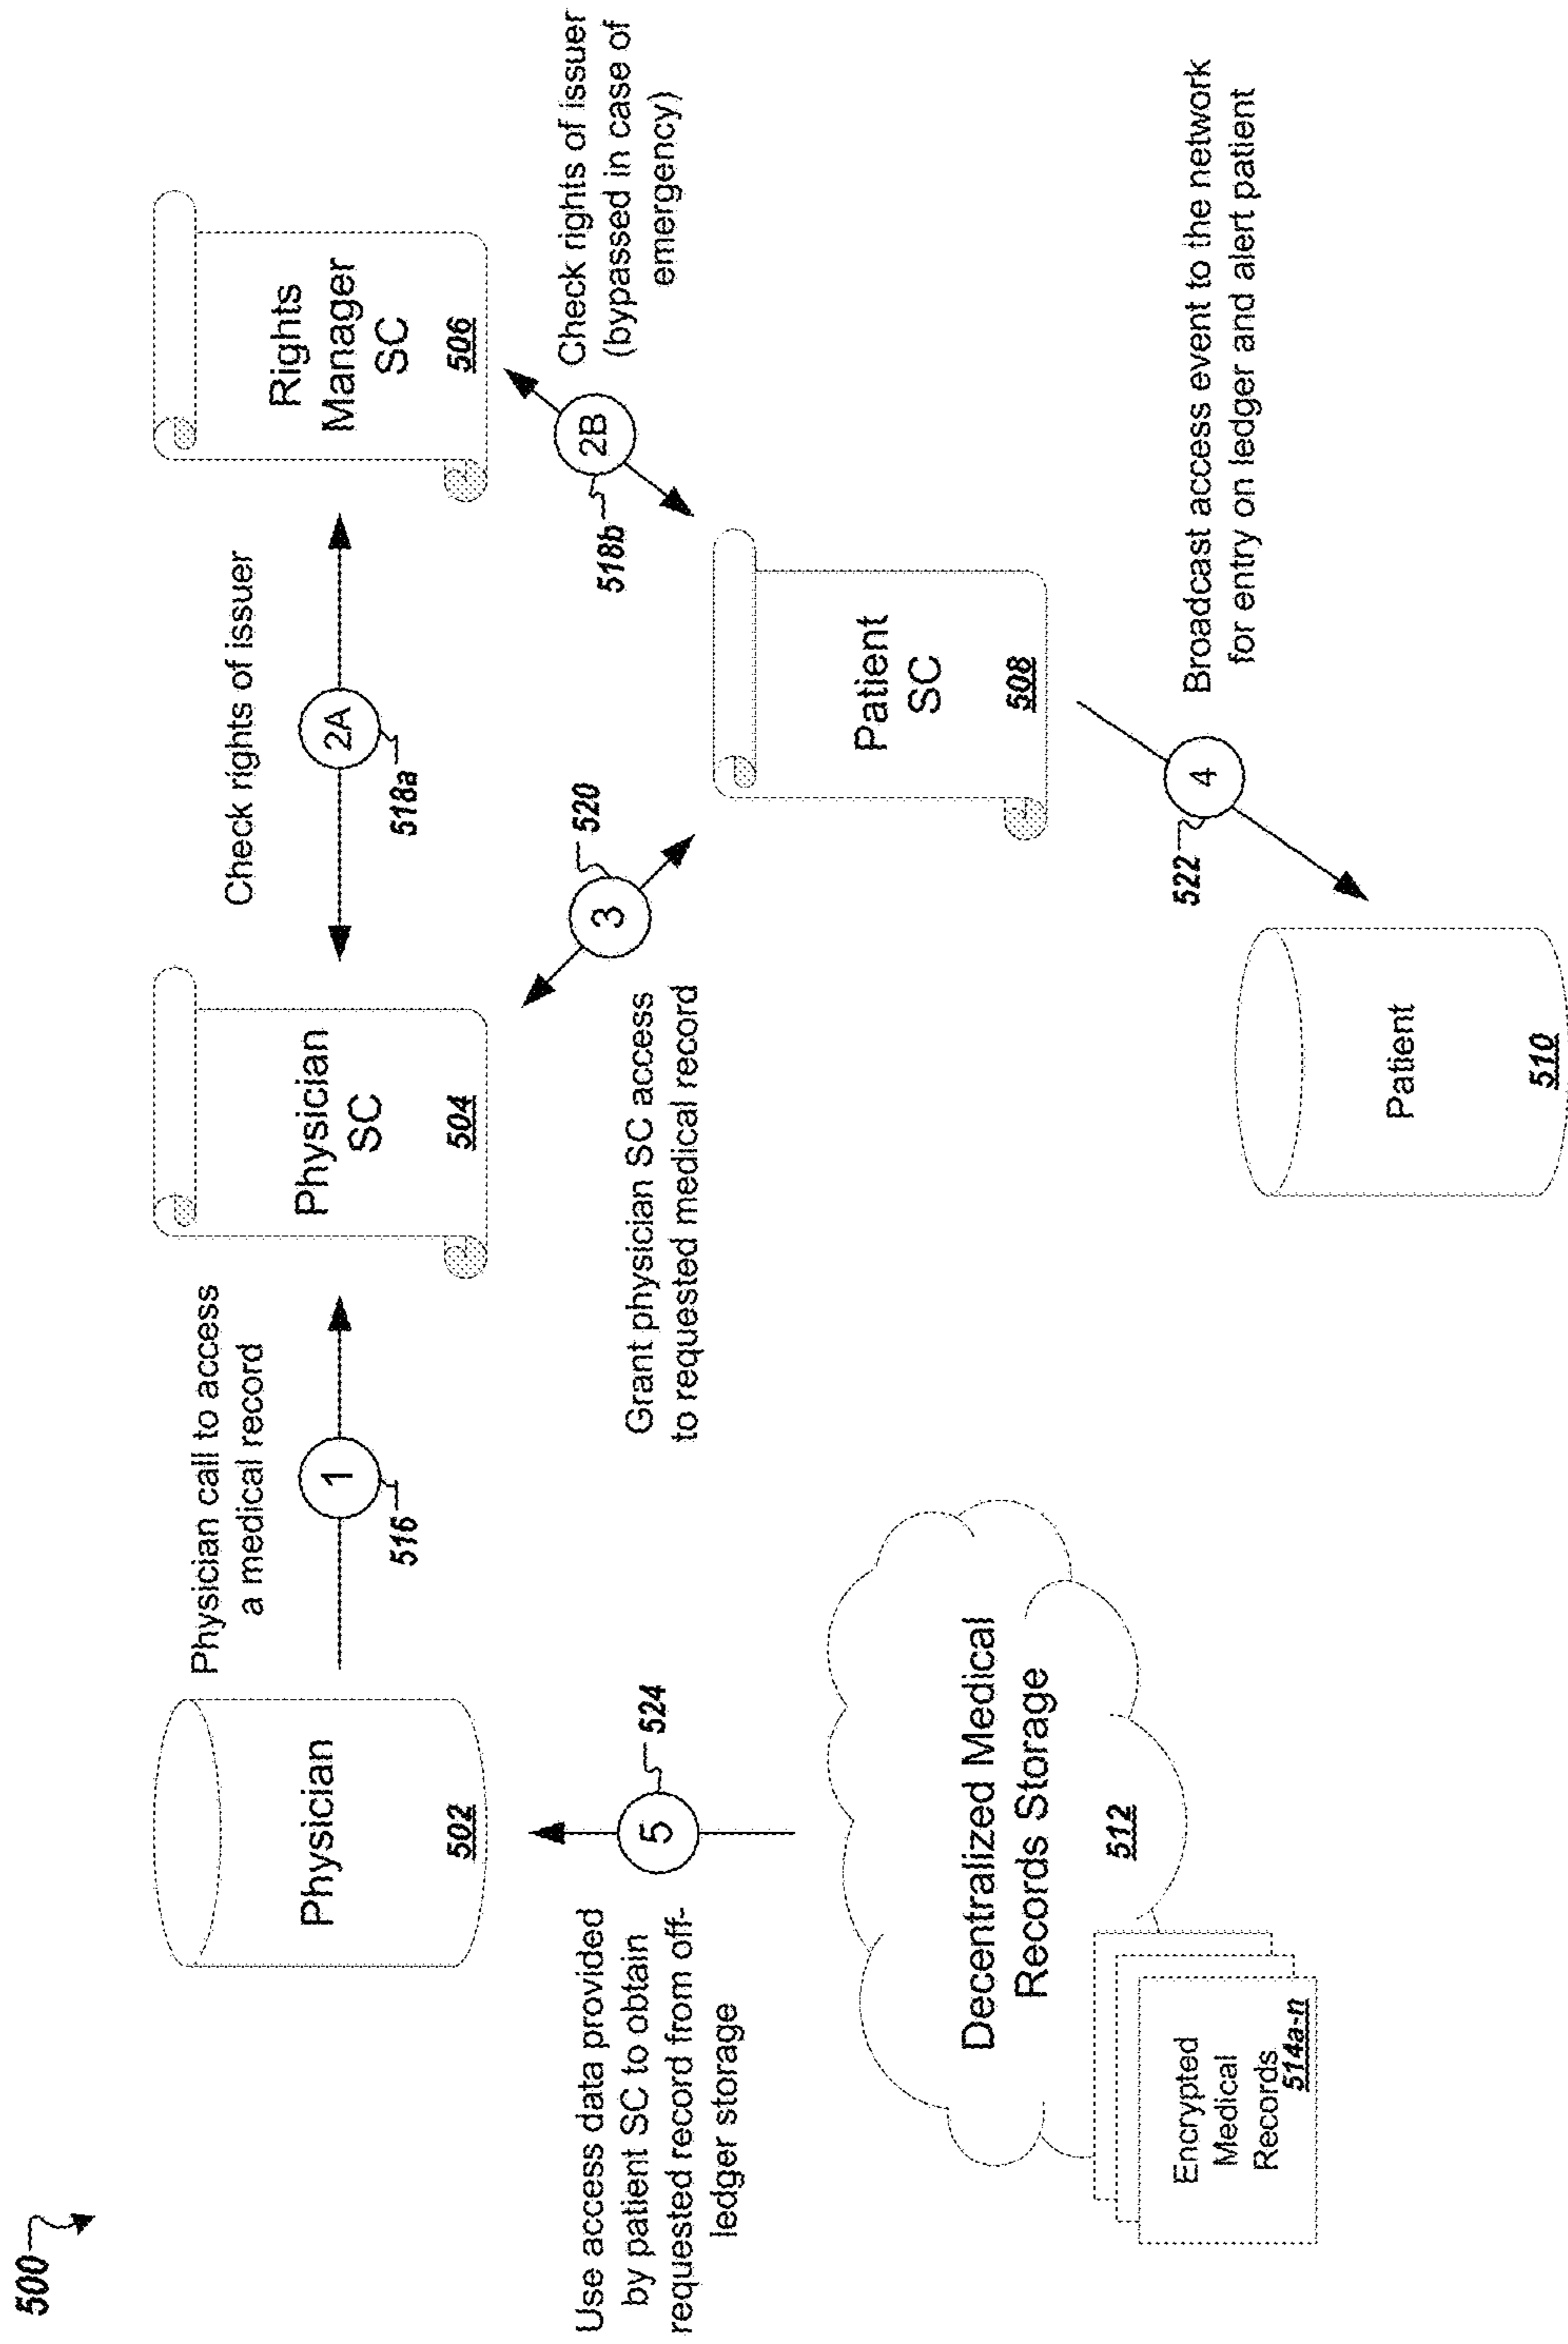 500
Physician
502
Physician call to access
a medical record
1
516
Physician
SC
504
Check rights of issuer
2A
518a
Rights
Manager
SC
506
Check rights of issuer
(bypassed in case of
emergency)
2B
518b
Grant physician SC access
to requested medical record
3
520
Patient
SC
508
Broadcast access event to the network
for entry on ledger and alert patient
4
522
Patient
510
Use access data provided
by patient SC to obtain
requested record from off-
ledger storage
5
524
Decentralized Medical
Records Storage
512
Encrypted
Medical
Records
514a-n